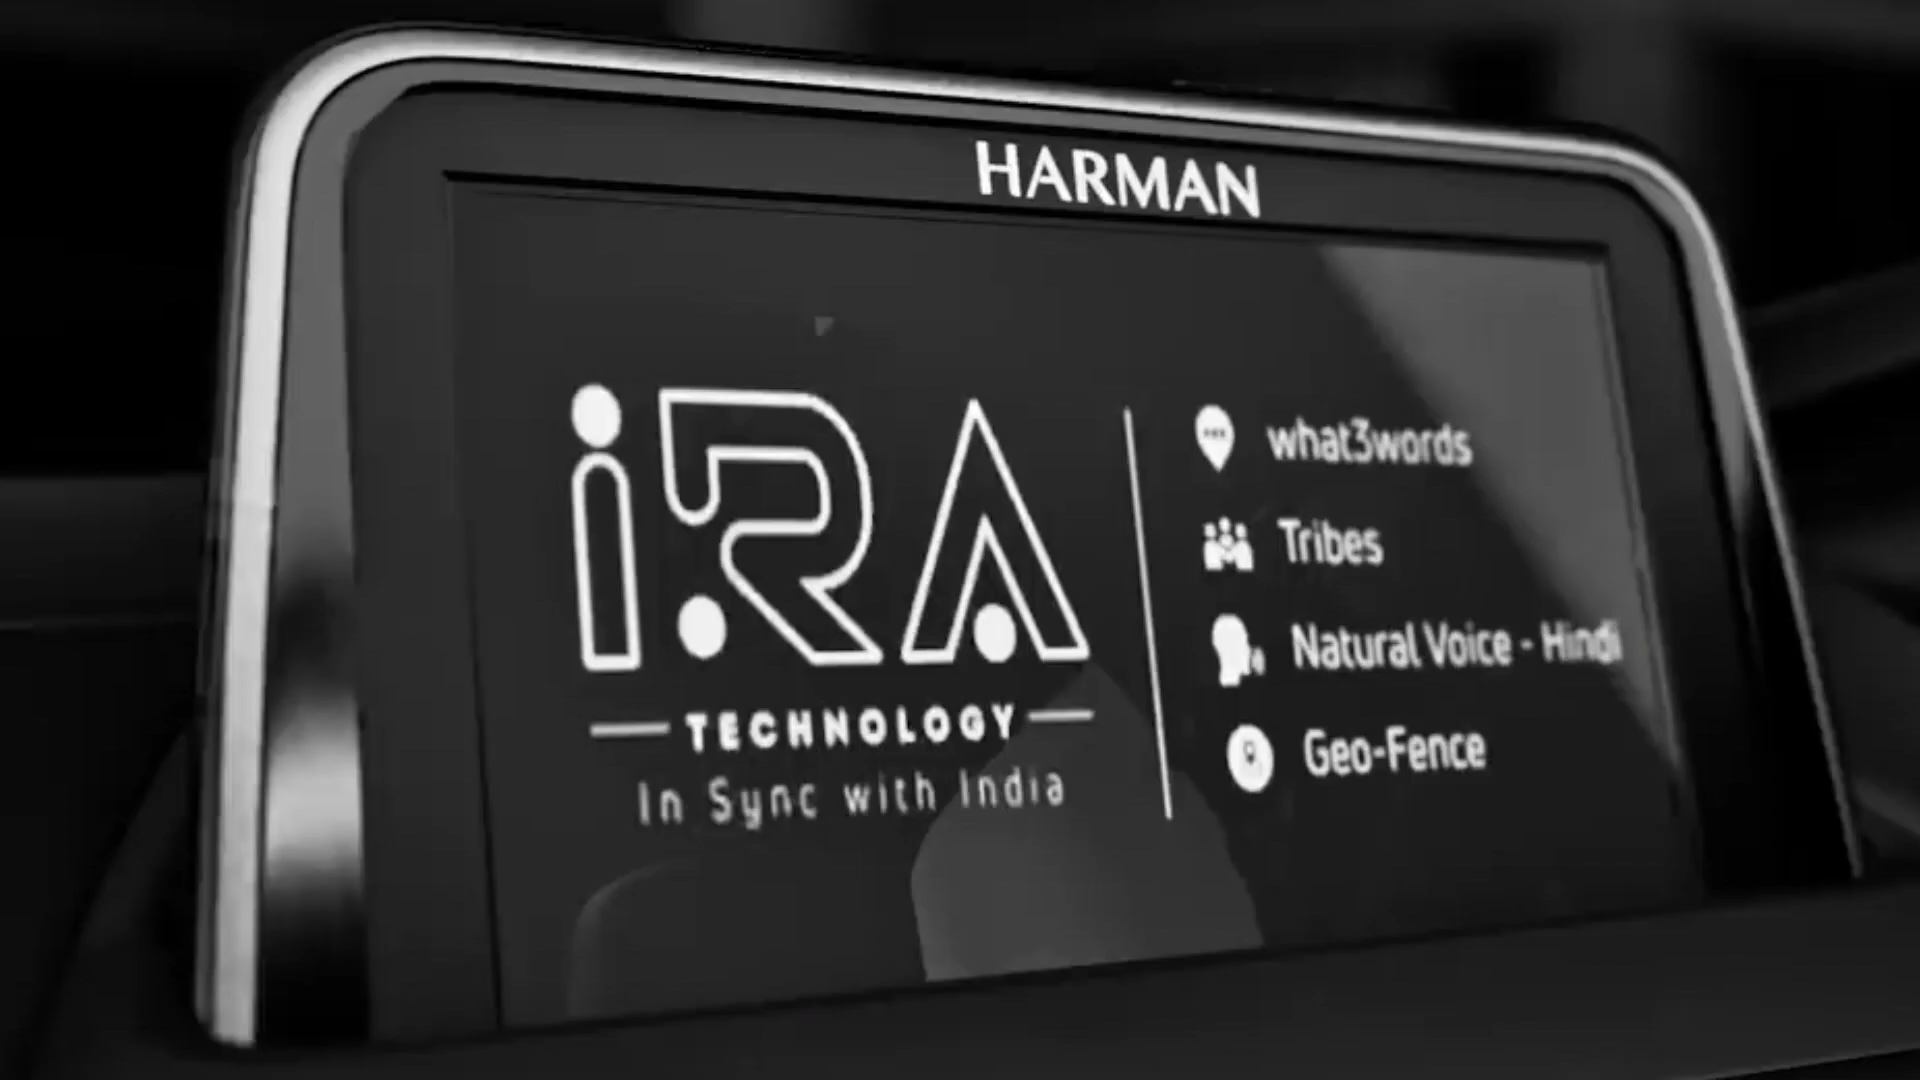 HARMAN
iRA
TECHNOLOGY
In Sync with India
what3words
Tribes
Natural Voice - Hindi
Geo-Fence